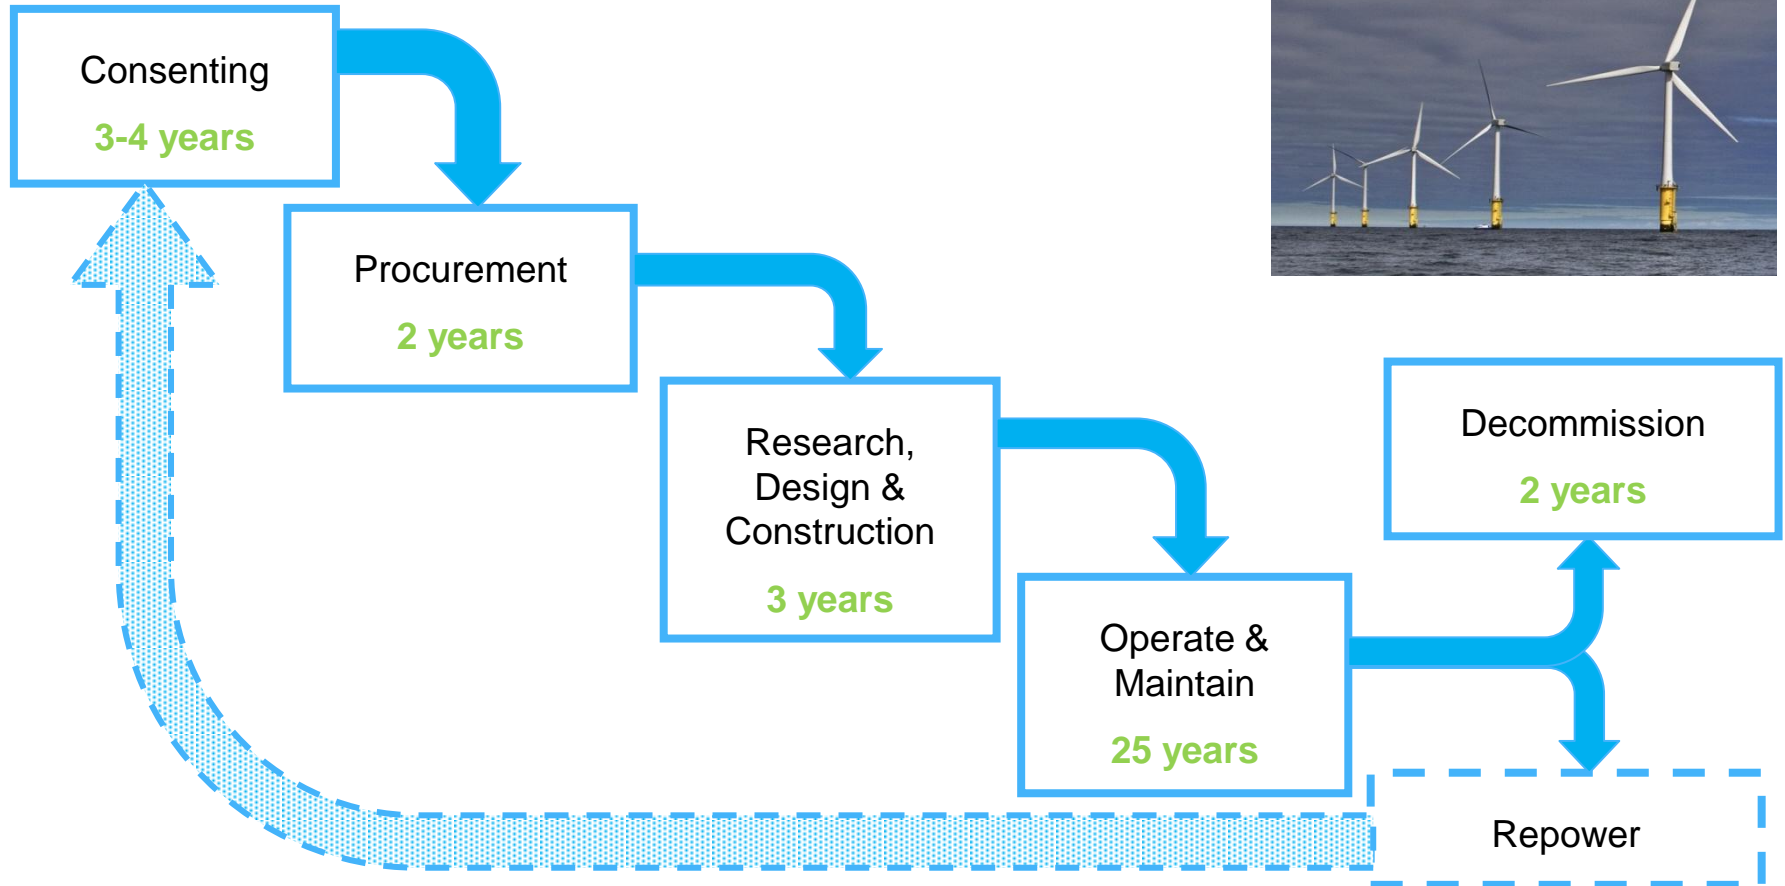 Consenting
3-4 years
Procurement
2 years
Research,
Design &
Construction
3 years
Operate &
Maintain
25 years
Decommission
2 years
Repower